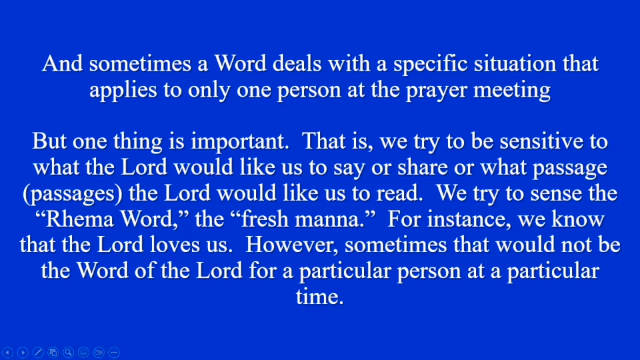 And sometimes a Word deals with a specific situation that
applies to only one person at the prayer meeting
But one thing is important.  That is, we try to be sensitive to
what the Lord would like us to say or share or what passage
(passages) the Lord would like us to read.  We try to sense the
“Rhema Word,” the “fresh manna.”  For instance, we know
that the Lord loves us.  However, sometimes that would not be
the Word of the Lord for a particular person at a particular
time.